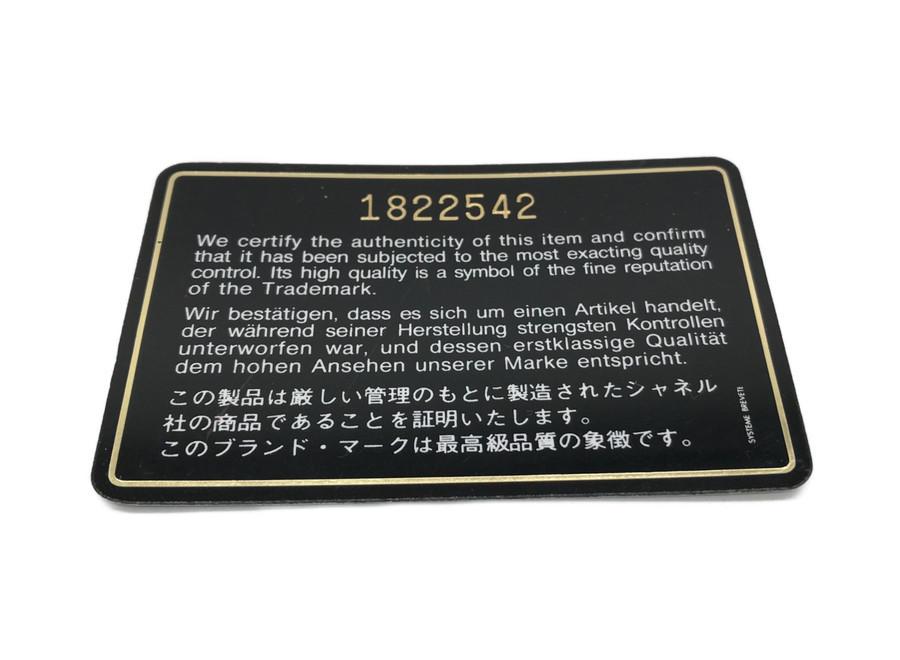 1822542
We certify the authenticity of this item and confirm
that it has been subjected to the most exacting quality
control. Its high quality is a symbol of the fine reputation
of the Trademark.
Wir bestätigen, dass es sich um einen Artikel handelt,
der während seiner Herstellung strengsten Kontrollen
unterworfen war, und dessen erstklassige Qualität
dem hohen Ansehen unserer Marke entspricht.
この製品は厳しい管理のもとに製造されたシャネル
社の商品であることを証明いたします。
このブランド・マークは最高級品質の象徴です。
SYSTEME BREVETE